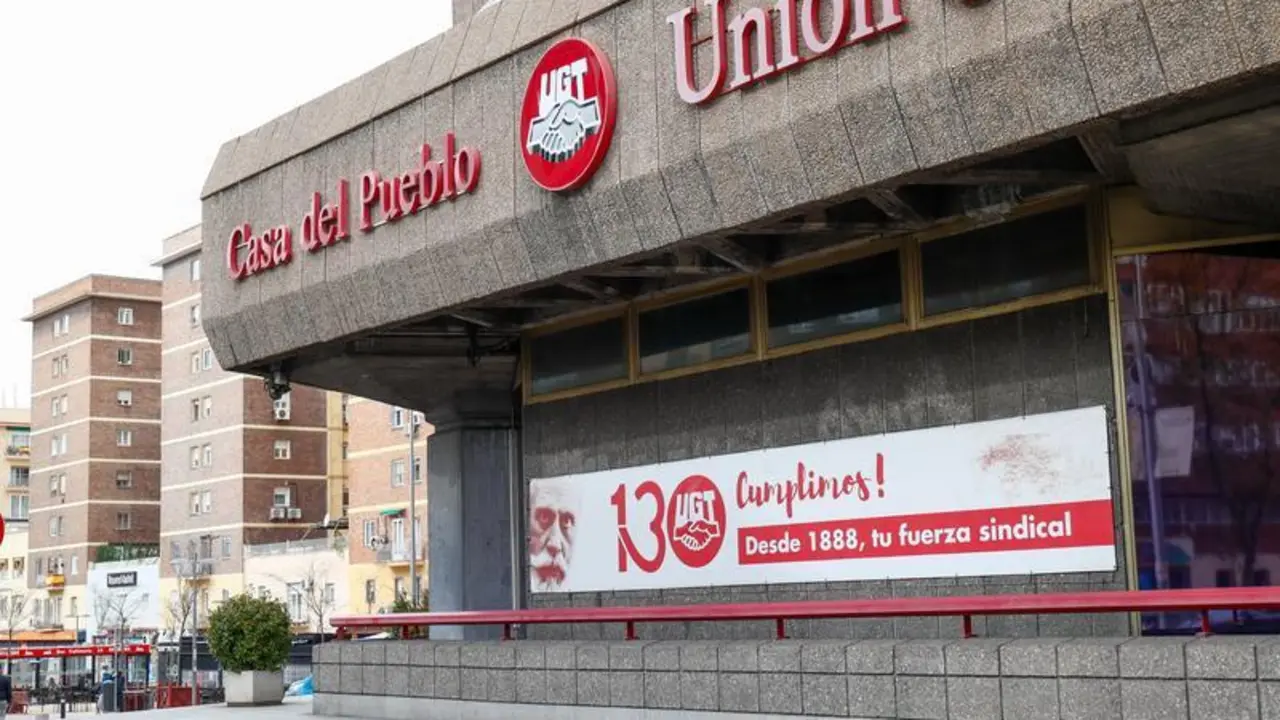 Casa del Pueblo
UGT
Unión
130
UGT
Cumplimos!
Desde 1888, tu fuerza sindical